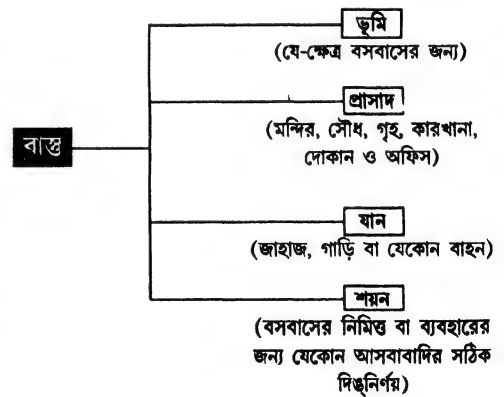 ভূমি
(যে-ক্ষেত্র বসবাসের জন্য)
প্রাসাদ
(মন্দির, সৌধ, গৃহ, কারখানা,
দোকান ও অফিস)
বাস্তু
যান
(জাহাজ, গাড়ি বা যেকোন বাহন)
শয়ন
(বসবাসের নিমিত্ত বা ব্যবহারের
জন্য যেকোন আসবাবাদির সঠিক
দিঙ্‌নির্ণয়)